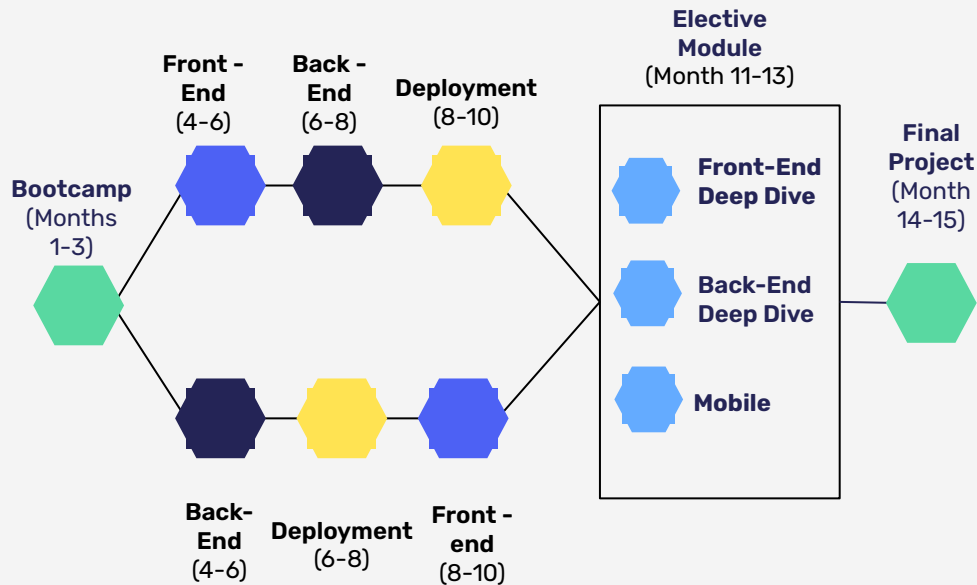 Elective
Module
(Month 11-13)
Front -
End
(4-6)
Back -
End
(6-8)
Deployment
(8-10)
Bootcamp
(Months
1-3)
Front-End
Deep Dive
Back-End
Deep Dive
Mobile
Final
Project
(Month
14-15)
Back-
End
(4-6)
Deployment
(6-8)
Front -
end
(8-10)